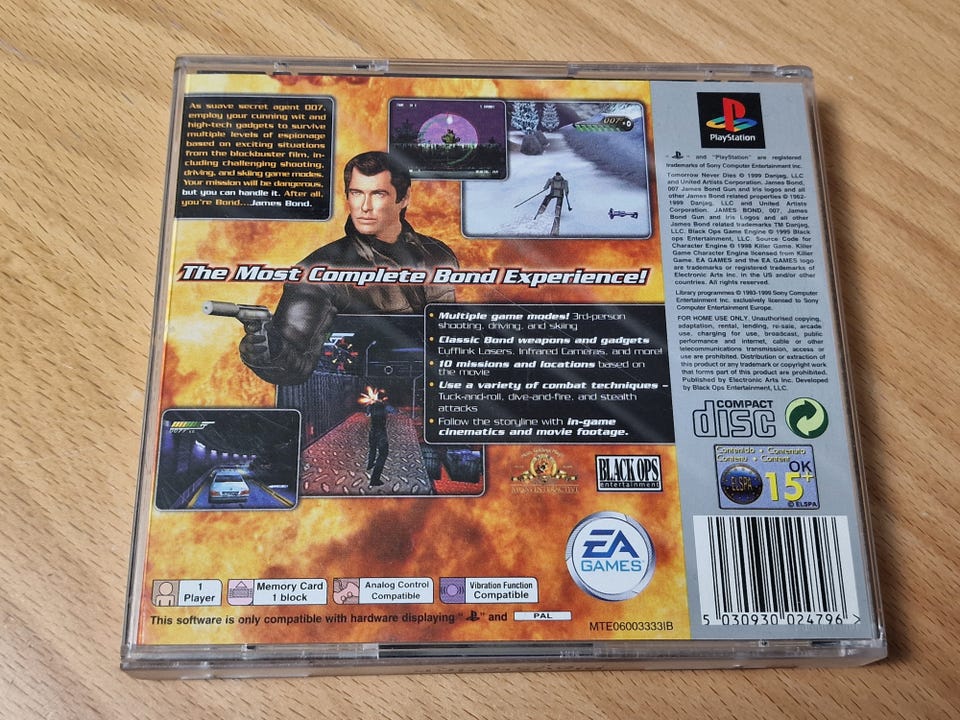 As suave secret agent 007,
employ your cunning wit and
high-tech gadgets to survive
multiple levels of espionage
based on exciting situations
from the blockbuster film, in-
cluding challenging shooting,
driving, and skiing game modes.
Your mission will be dangerous,
but you can handle it. After all,
you're Bond...James Bond.
007
The Most Complete Bond Experience!
• Multiple game modes! 3rd-person
shooting, driving, and skiing
• Classic Bond weapons and gadgets
Cufflink Lasers, Infrared Cameras, and more!
• 10 missions and locations based on
the movie
• Use a variety of combat techniques –
Tuck-and-roll, dive-and-fire, and stealth
attacks
• Follow the storyline with in-game
cinematics and movie footage.
MGM INTERACTIVE
BLACK OPS
entertainment
EA
GAMES
1
Player
Memory Card
1 block
Analog Control
Compatible
Vibration Function
Compatible
This software is only compatible with hardware displaying " " and PAL
MTE06003333IB
PlayStation
" " and "PlayStation" are registered
trademarks of Sony Computer Entertainment Inc.
Tomorrow Never Dies © 1999 Danjaq, LLC
and United Artists Corporation. James Bond,
007 James Bond Gun and Iris logos and all
other James Bond related properties © 1962-
1999 Danjaq, LLC and United Artists
Corporation. JAMES BOND, 007, James
Bond Gun and Iris Logos and all other
James Bond related trademarks TM Danjaq,
LLC. Black Ops Game Engine © 1999 Black
ops Entertainment, LLC. Source Code for
Character Engine © 1998 Killer Game. Killer
Game Character Engine licensed from Killer
Game. EA GAMES and the EA GAMES logo
are trademarks or registered trademarks of
Electronic Arts Inc. in the US and/or other
countries. All rights reserved.
Library programmes © 1993-1999 Sony Computer
Entertainment Inc. exclusively licensed to Sony
Computer Entertainment Europe.
FOR HOME USE ONLY. Unauthorised copying,
adaptation, rental, lending, re-sale, arcade
use, charging for use, broadcast, public
performance and internet, cable or other
telecommunications transmission, access or
use are prohibited. Distribution or extraction of
this product or any trademark or copyright work
that forms part of this product are prohibited.
Published by Electronic Arts Inc. Developed
by Black Ops Entertainment, LLC.
COMPACT
disc
Contenido • Contenuto
Contenu • Content
ELSPA
OK
15+
© ELSPA
5 030930 024796 >